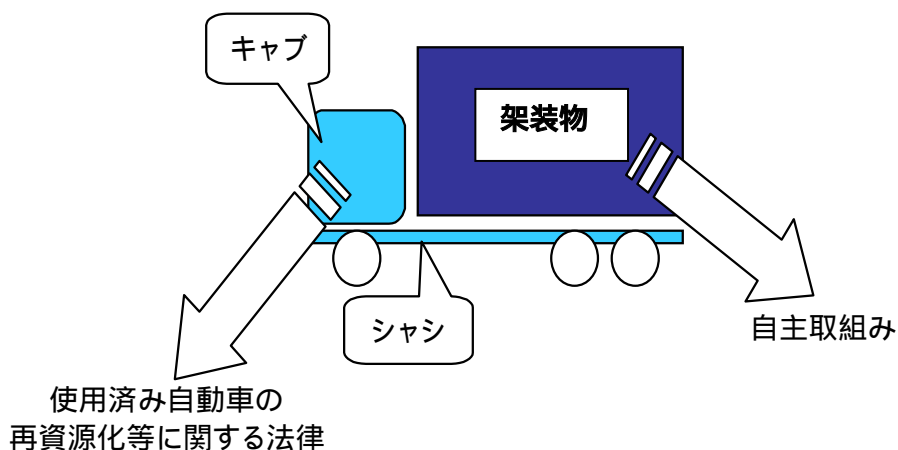 キャブ
架装物
シャシ
自主取組み
使用済み自動車の
再資源化等に関する法律